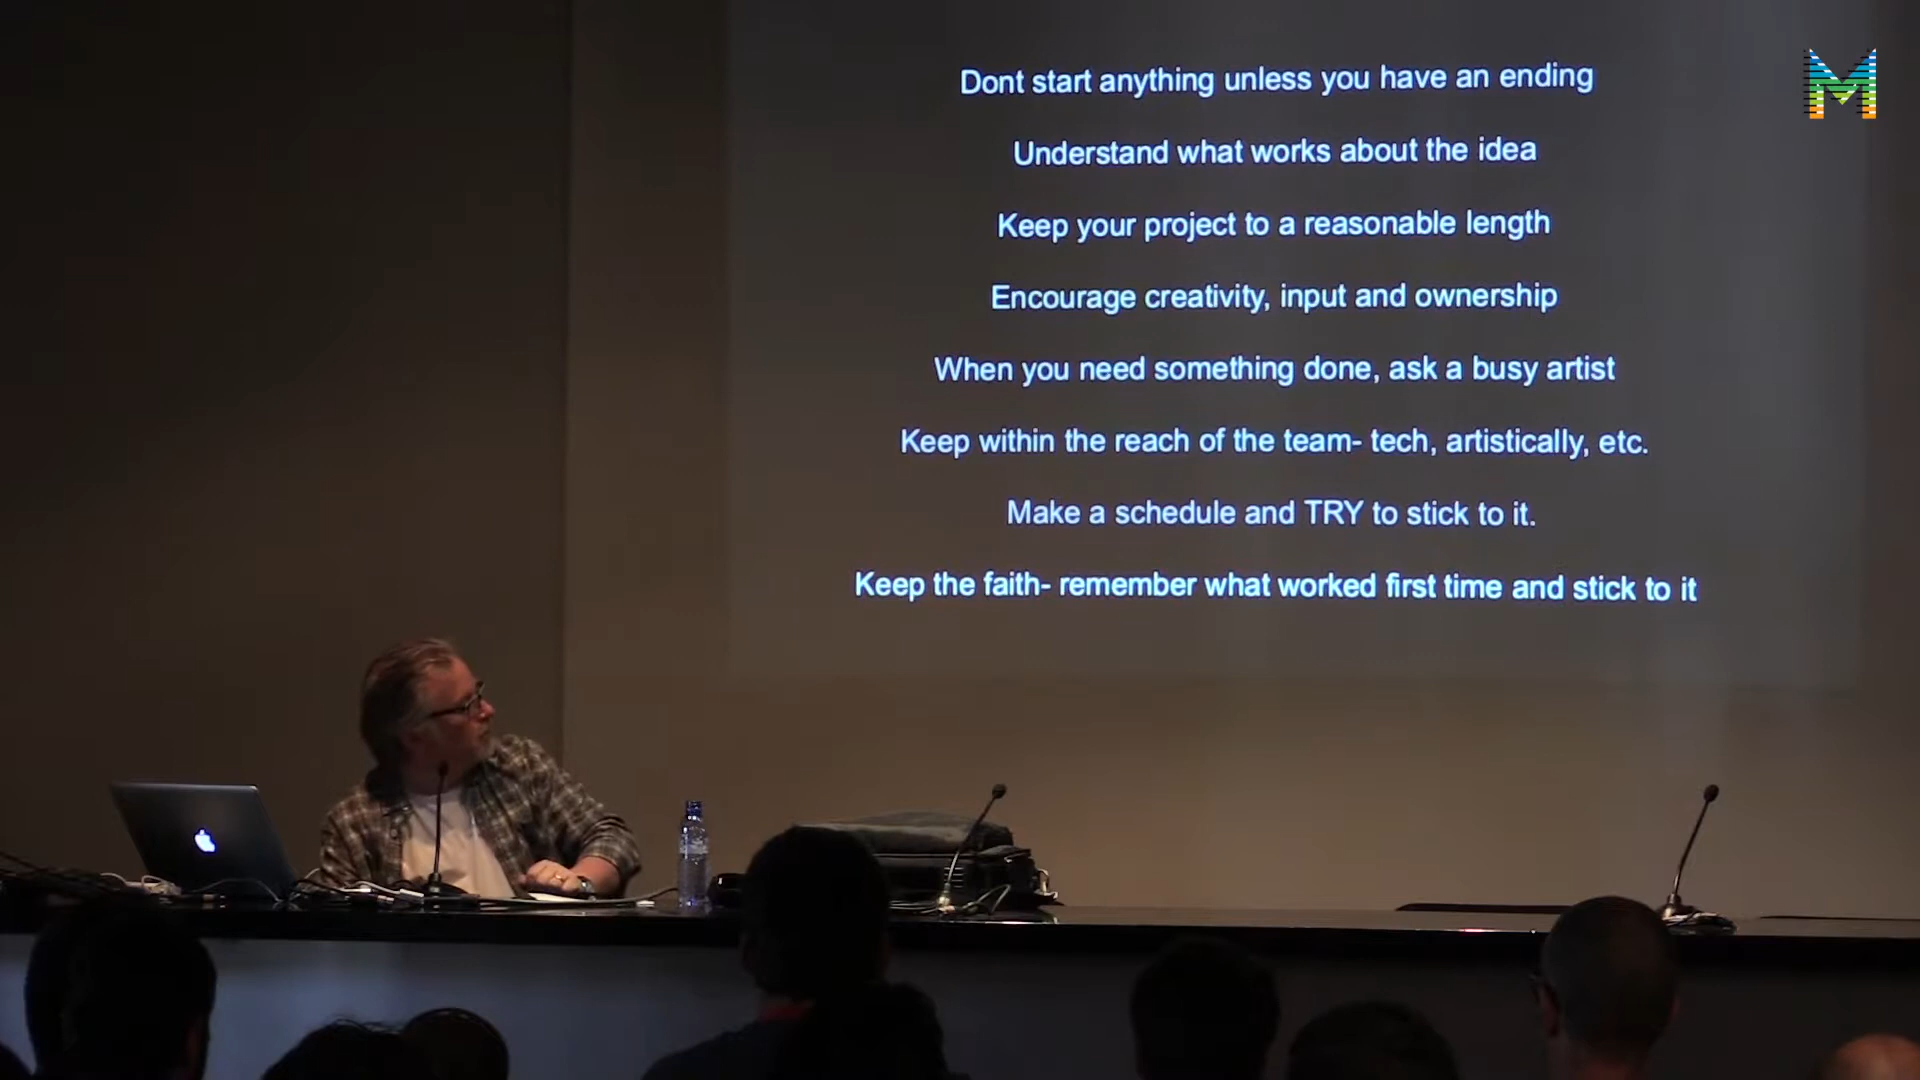 Dont start anything unless you have an ending
Understand what works about the idea
Keep your project to a reasonable length
Encourage creativity, input and ownership
When you need something done, ask a busy artist
Keep within the reach of the team- tech, artistically, etc.
Make a schedule and TRY to stick to it.
Keep the faith- remember what worked first time and stick to it
M